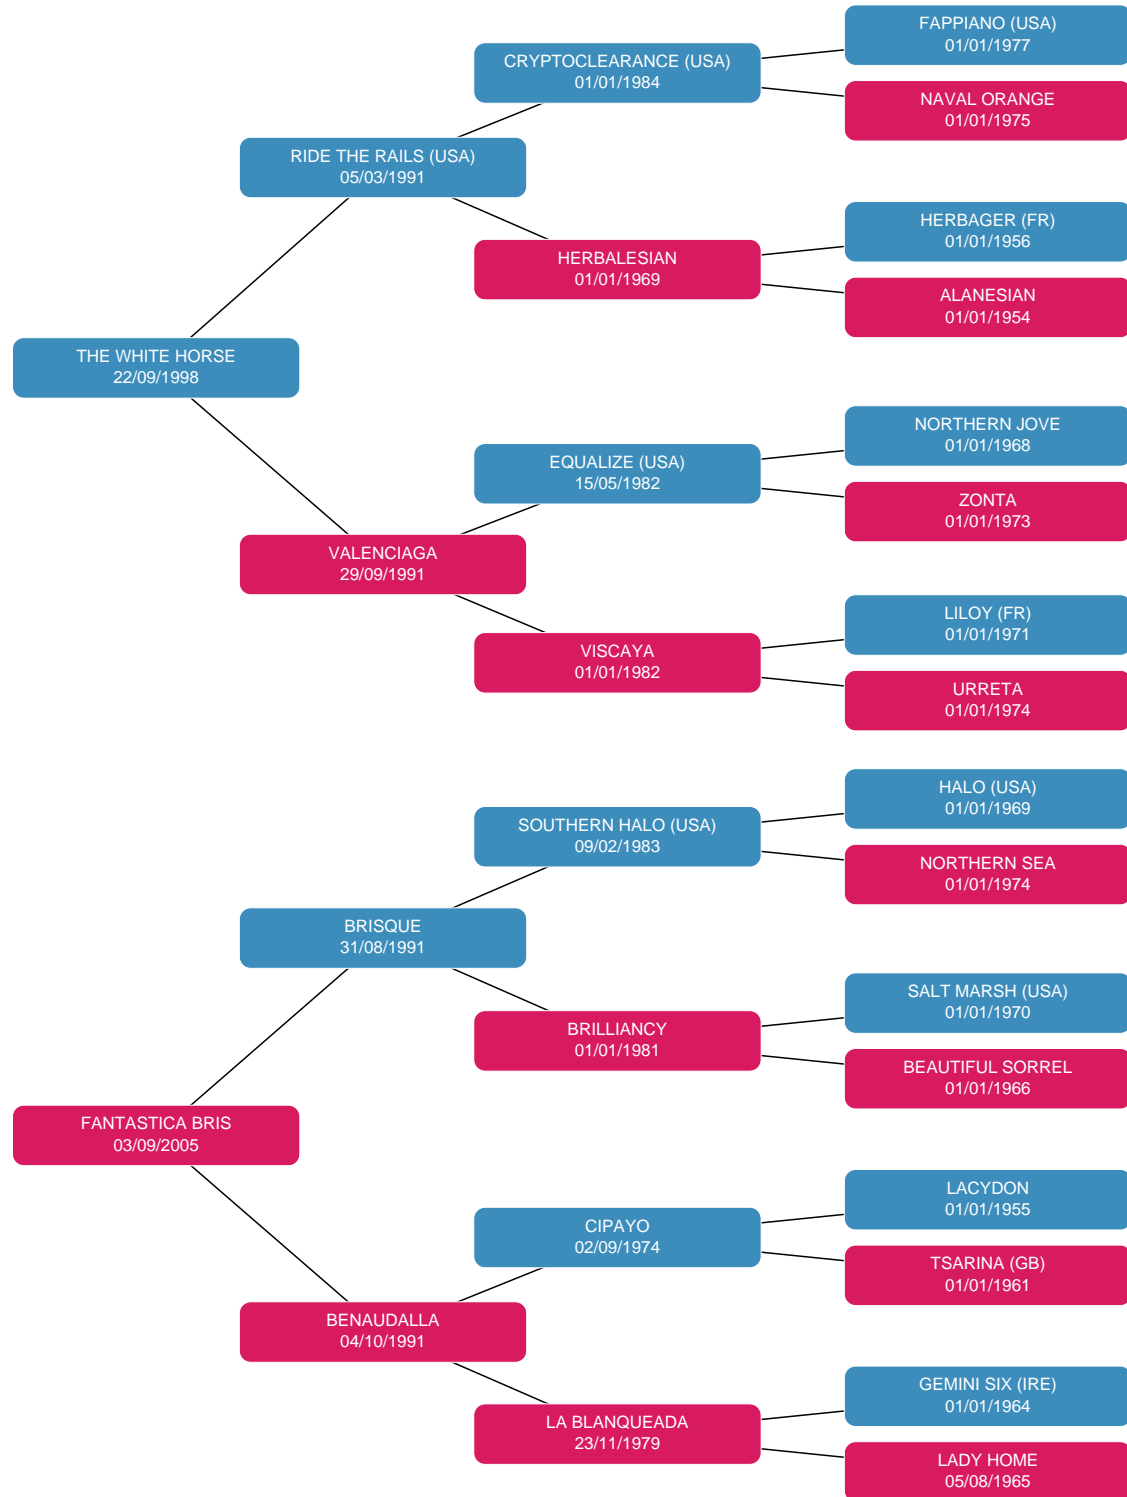 FAPPIANO (USA)
01/01/1977
CRYPTOCLEARANCE (USA)
01/01/1984
NAVAL ORANGE
01/01/1975
RIDE THE RAILS (USA)
05/03/1991
HERBAGER (FR)
01/01/1956
HERBALESIAN
01/01/1969
ALANESIAN
01/01/1954
THE WHITE HORSE
22/09/1998
NORTHERN JOVE
01/01/1968
EQUALIZE (USA)
15/05/1982
ZONTA
01/01/1973
VALENCIAGA
29/09/1991
LILOY (FR)
01/01/1971
VISCAYA
01/01/1982
URRETA
01/01/1974
HALO (USA)
01/01/1969
SOUTHERN HALO (USA)
09/02/1983
NORTHERN SEA
01/01/1974
BRISQUE
31/08/1991
SALT MARSH (USA)
01/01/1970
BRILLIANCY
01/01/1981
BEAUTIFUL SORREL
01/01/1966
FANTASTICA BRIS
03/09/2005
LACYDON
01/01/1955
CIPAYO
02/09/1974
TSARINA (GB)
01/01/1961
BENAUDALLA
04/10/1991
GEMINI SIX (IRE)
01/01/1964
LA BLANQUEADA
23/11/1979
LADY HOME
05/08/1965